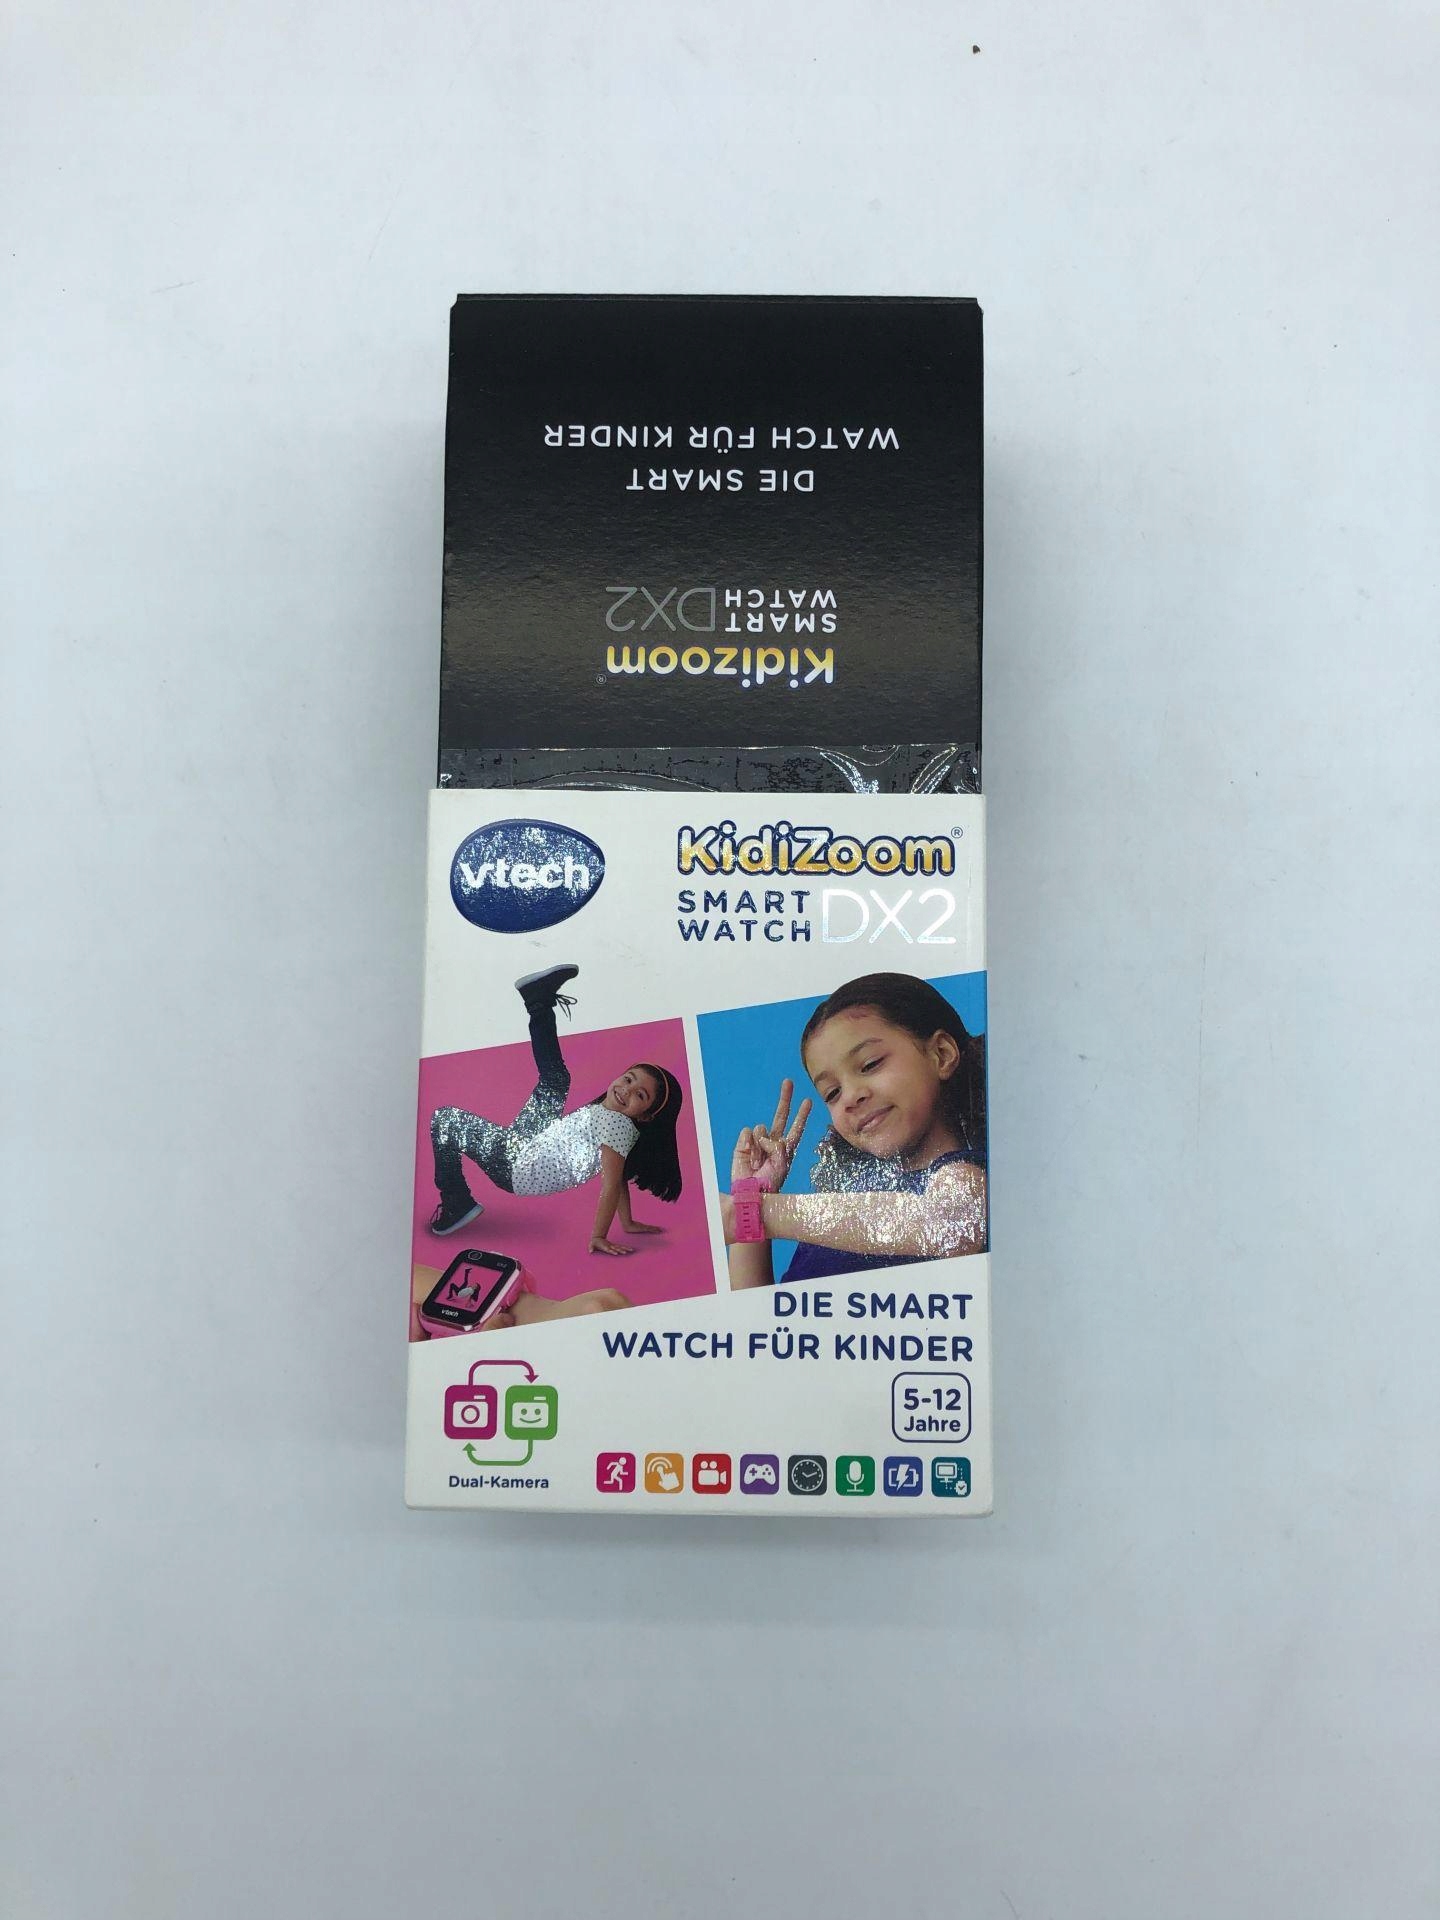 DIE SMART
WATCH FÜR KINDER
Kidizoom®
SMART
WATCH DX2
vtech
KidiZoom®
SMART
WATCH DX2
vtech
DIE SMART
WATCH FÜR KINDER
5-12
Jahre
Dual-Kamera